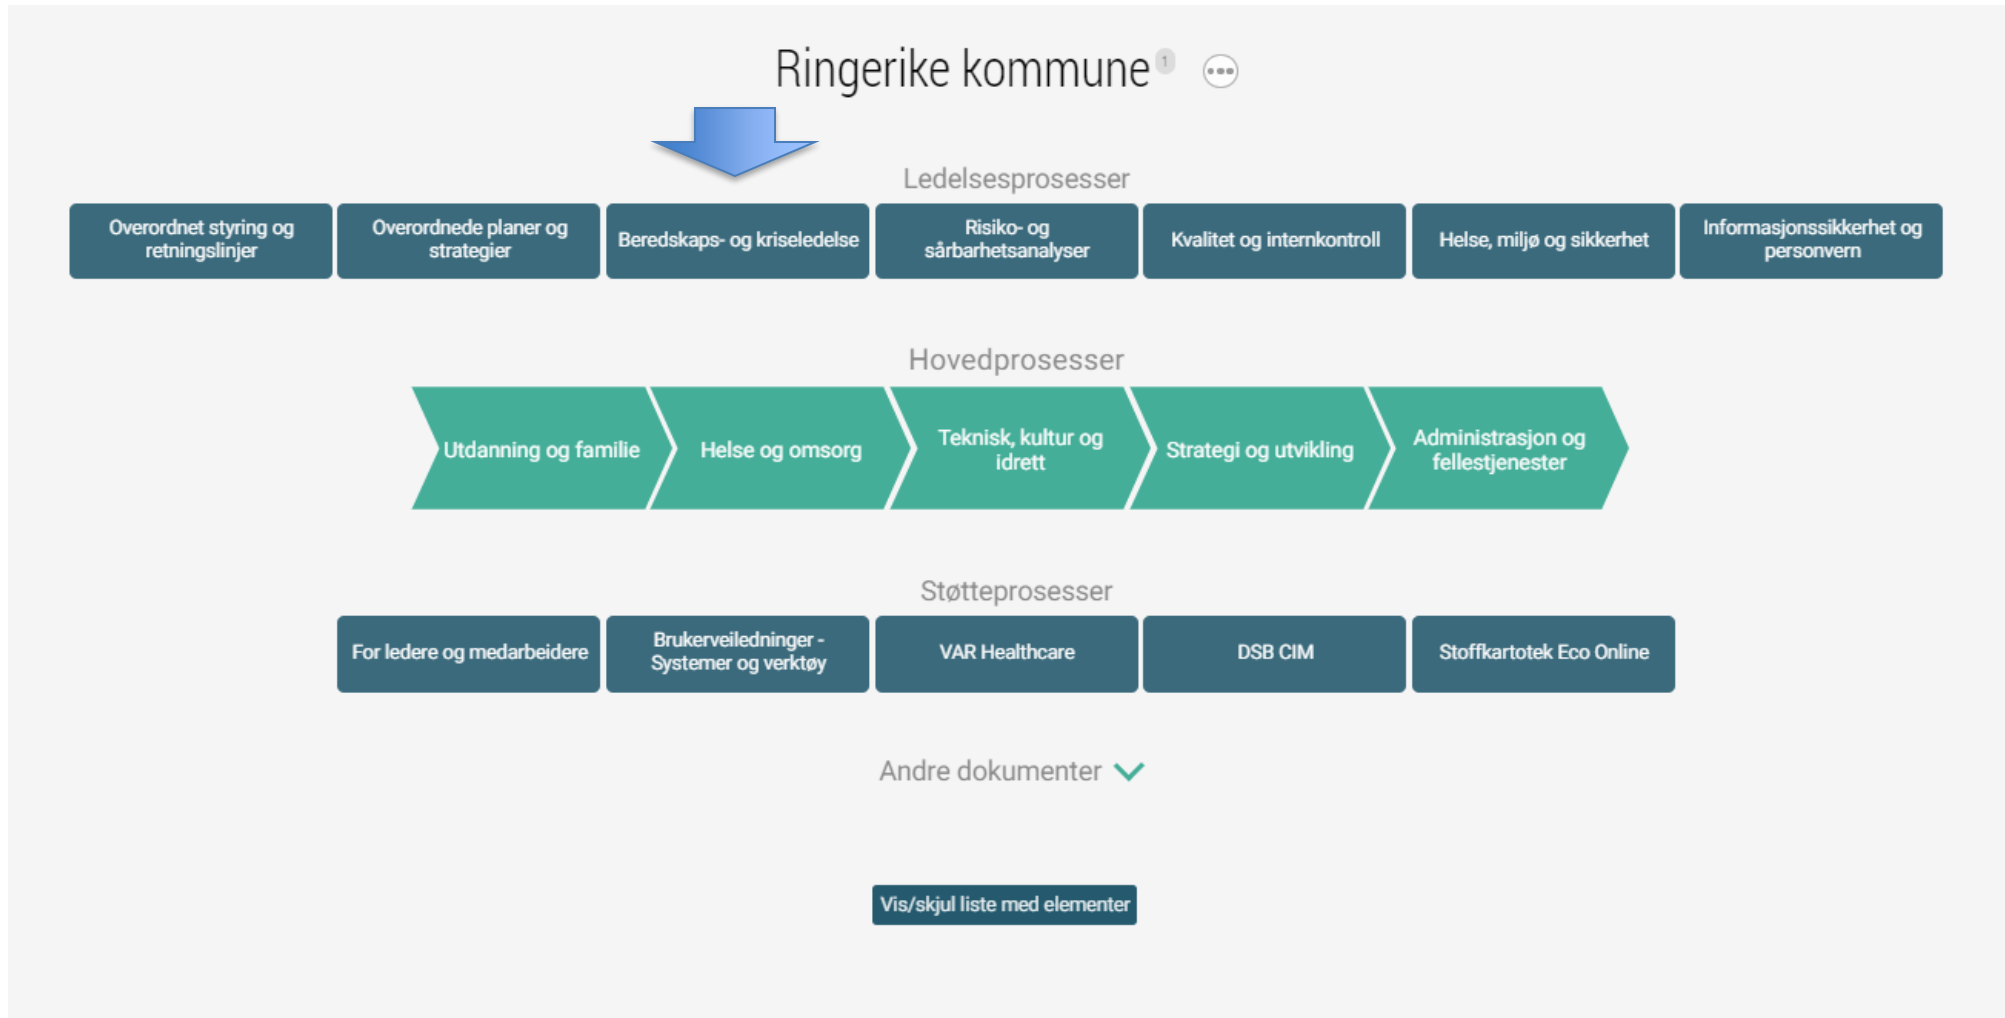 Ringerike kommune 1
Ledelsesprosesser
Overordnet styring og
retningslinjer
Overordnede planer og
strategier
Beredskaps- og kriseledelse
Risiko- og
sårbarhetsanalyser
Kvalitet og internkontroll
Helse, miljø og sikkerhet
Informasjonssikkerhet og
personvern
Hovedprosesser
Utdanning og familie
Helse og omsorg
Teknisk, kultur og
idrett
Strategi og utvikling
Administrasjon og
fellestjenester
Støtteprosesser
For ledere og medarbeidere
Brukerveiledninger -
Systemer og verktøy
VAR Healthcare
DSB CIM
Stoffkartotek Eco Online
Andre dokumenter
Vis/skjul liste med elementer